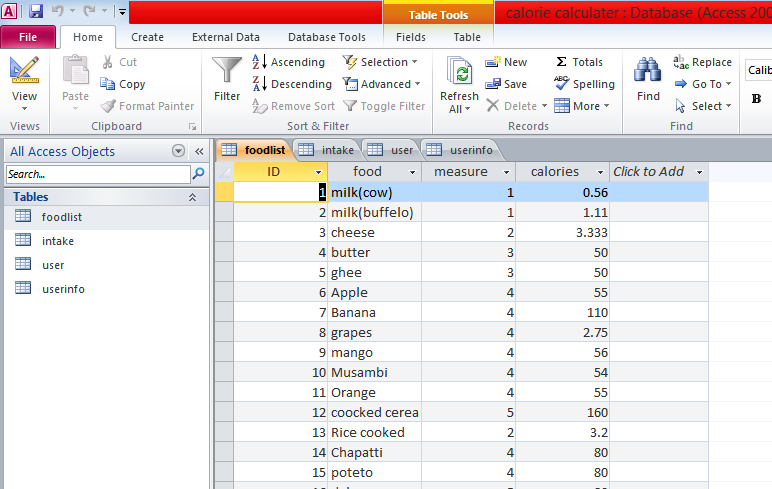 Table Tools calorie calculater : Database (Access 200
File Home Create External Data Database Tools Fields Table
View Paste Cut Copy Format Painter Filter Ascending Descending Remove Sort Selection Advanced Toggle Filter Refresh All New Save Delete Totals Spelling More Find Replace Go To Select Calib B
Views Clipboard Sort & Filter Records Find
All Access Objects foodlist intake user userinfo
Search...
Tables
foodlist
intake
user
userinfo
ID food measure calories Click to Add
1 milk(cow) 1 0.56
2 milk(buffelo) 1 1.11
3 cheese 2 3.333
4 butter 3 50
5 ghee 3 50
6 Apple 4 55
7 Banana 4 110
8 grapes 4 2.75
9 mango 4 56
10 Musambi 4 54
11 Orange 4 55
12 coocked cerea 5 160
13 Rice cooked 2 3.2
14 Chapatti 4 80
15 poteto 4 80